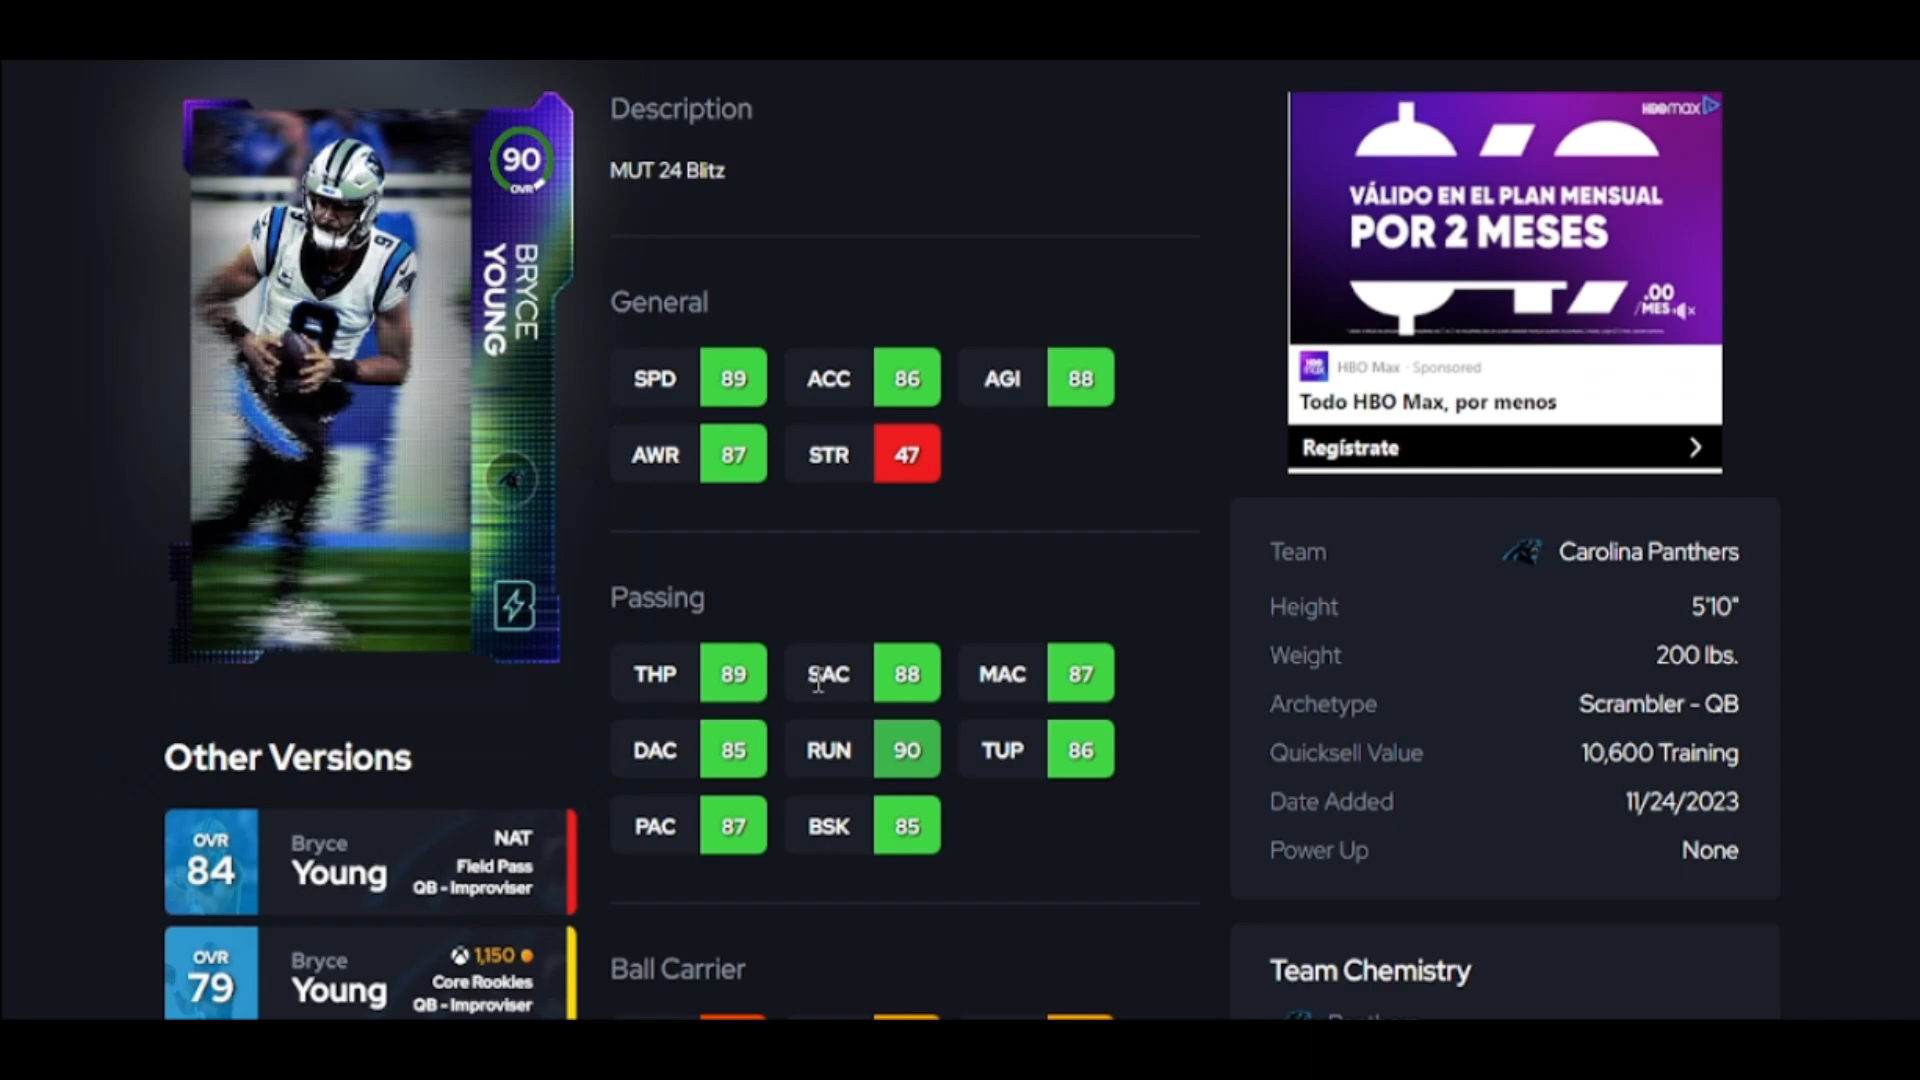 90
OVR
BRYCE
YOUNG
Other Versions
OVR
84
Bryce
Young
NAT
Field Pass
QB - Improviser
OVR
79
Bryce
Young
1,150
Core Rookies
QB - Improviser
Description
MUT 24 Blitz
General
SPD 89 ACC 86 AGI 88
AWR 87 STR 47
Passing
THP 89 SAC 88 MAC 87
DAC 85 RUN 90 TUP 86
PAC 87 BSK 85
Ball Carrier
HBOmax
VÁLIDO EN EL PLAN MENSUAL
POR 2 MESES
.00
/MES
HBO Max · Sponsored
Todo HBO Max, por menos
Regístrate
Team Carolina Panthers
Height 5'10"
Weight 200 lbs.
Archetype Scrambler - QB
Quicksell Value 10,600 Training
Date Added 11/24/2023
Power Up None
Team Chemistry